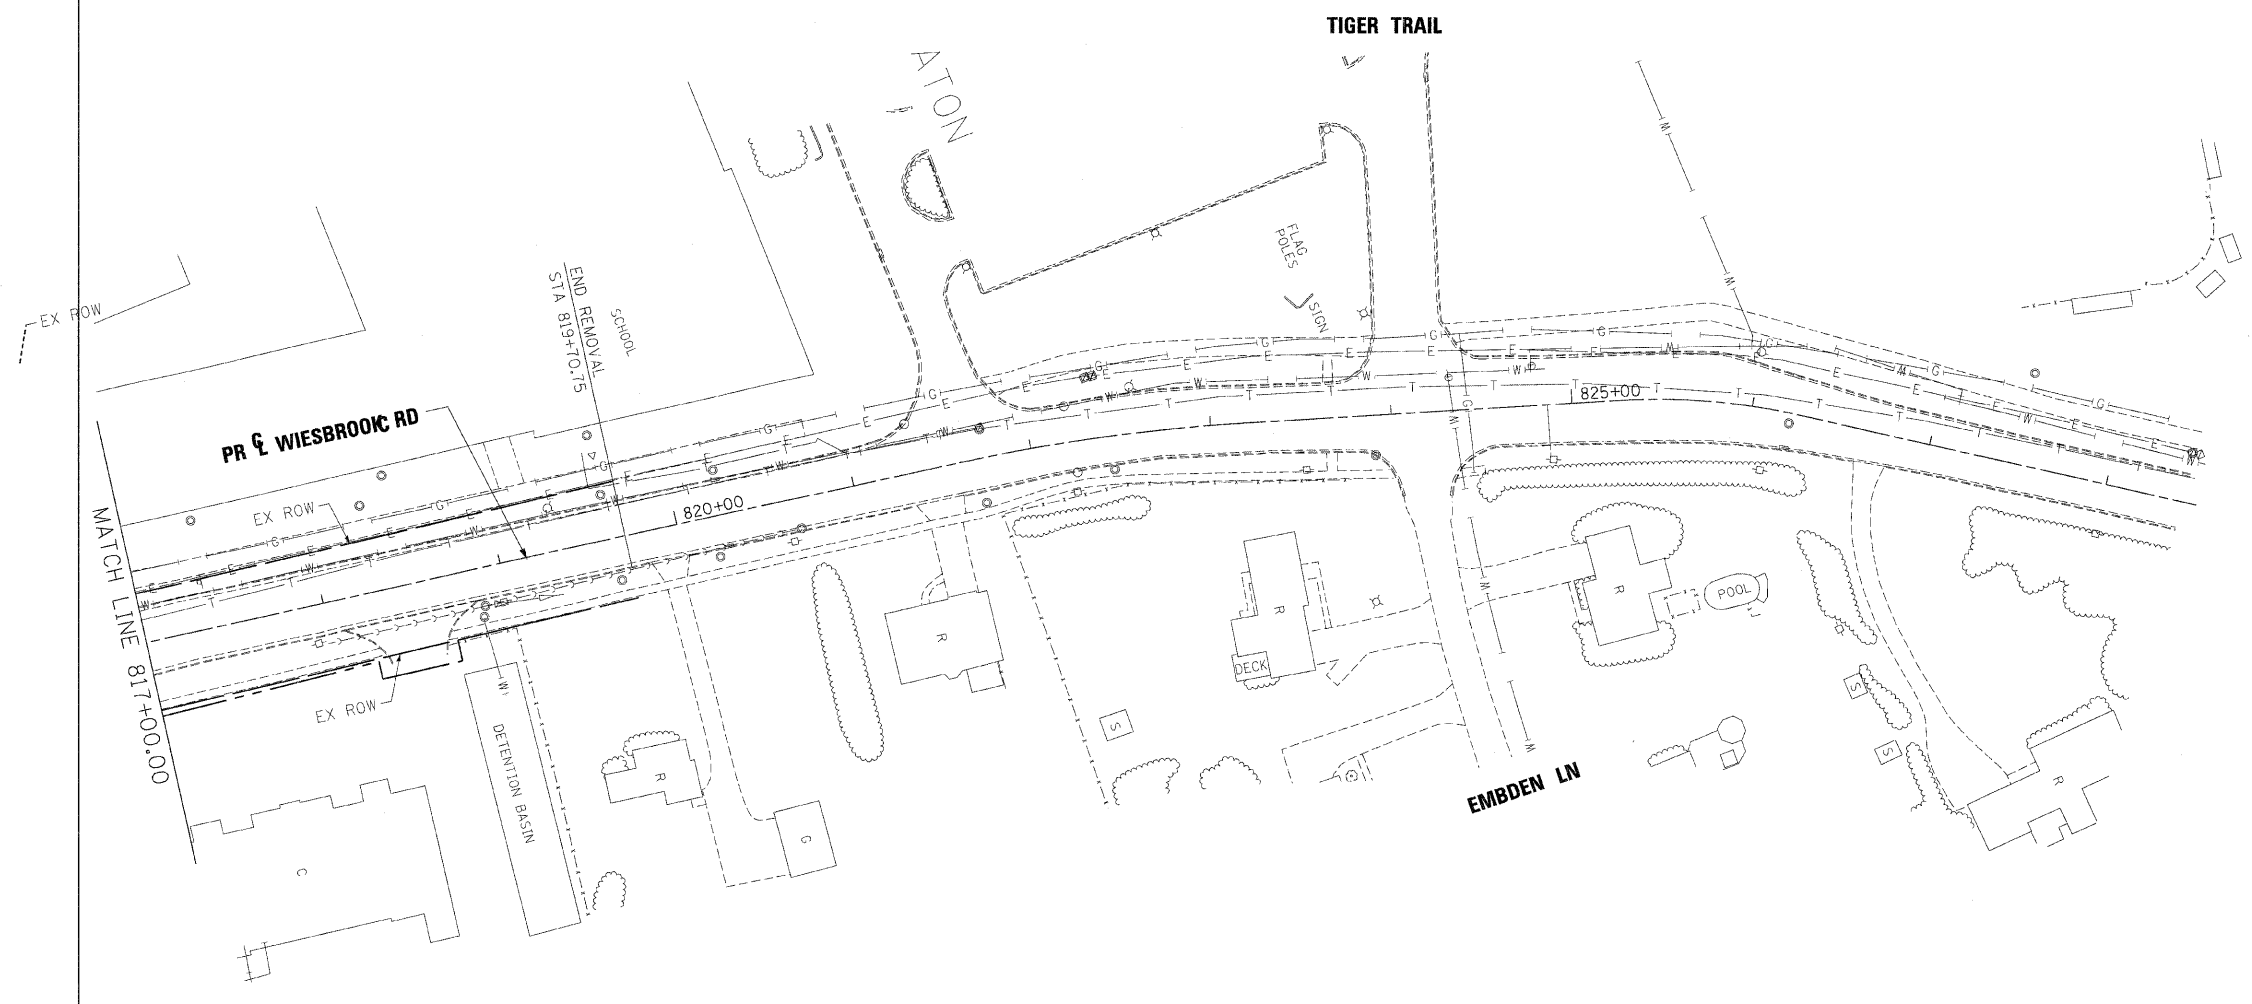 TIGER TRAIL
ATON
EX ROW
END REMOVAL
STA 819+70.75
SCHOOL
FLAG
POLES
SIGN
PR ℄ WIESBROOK RD
EX ROW
820+00
825+00
MATCH LINE 817+00.00
EX ROW
DETENTION BASIN
DECK
POOL
EMBDEN LN
R
R
R
R
R
C
G
S
S
S